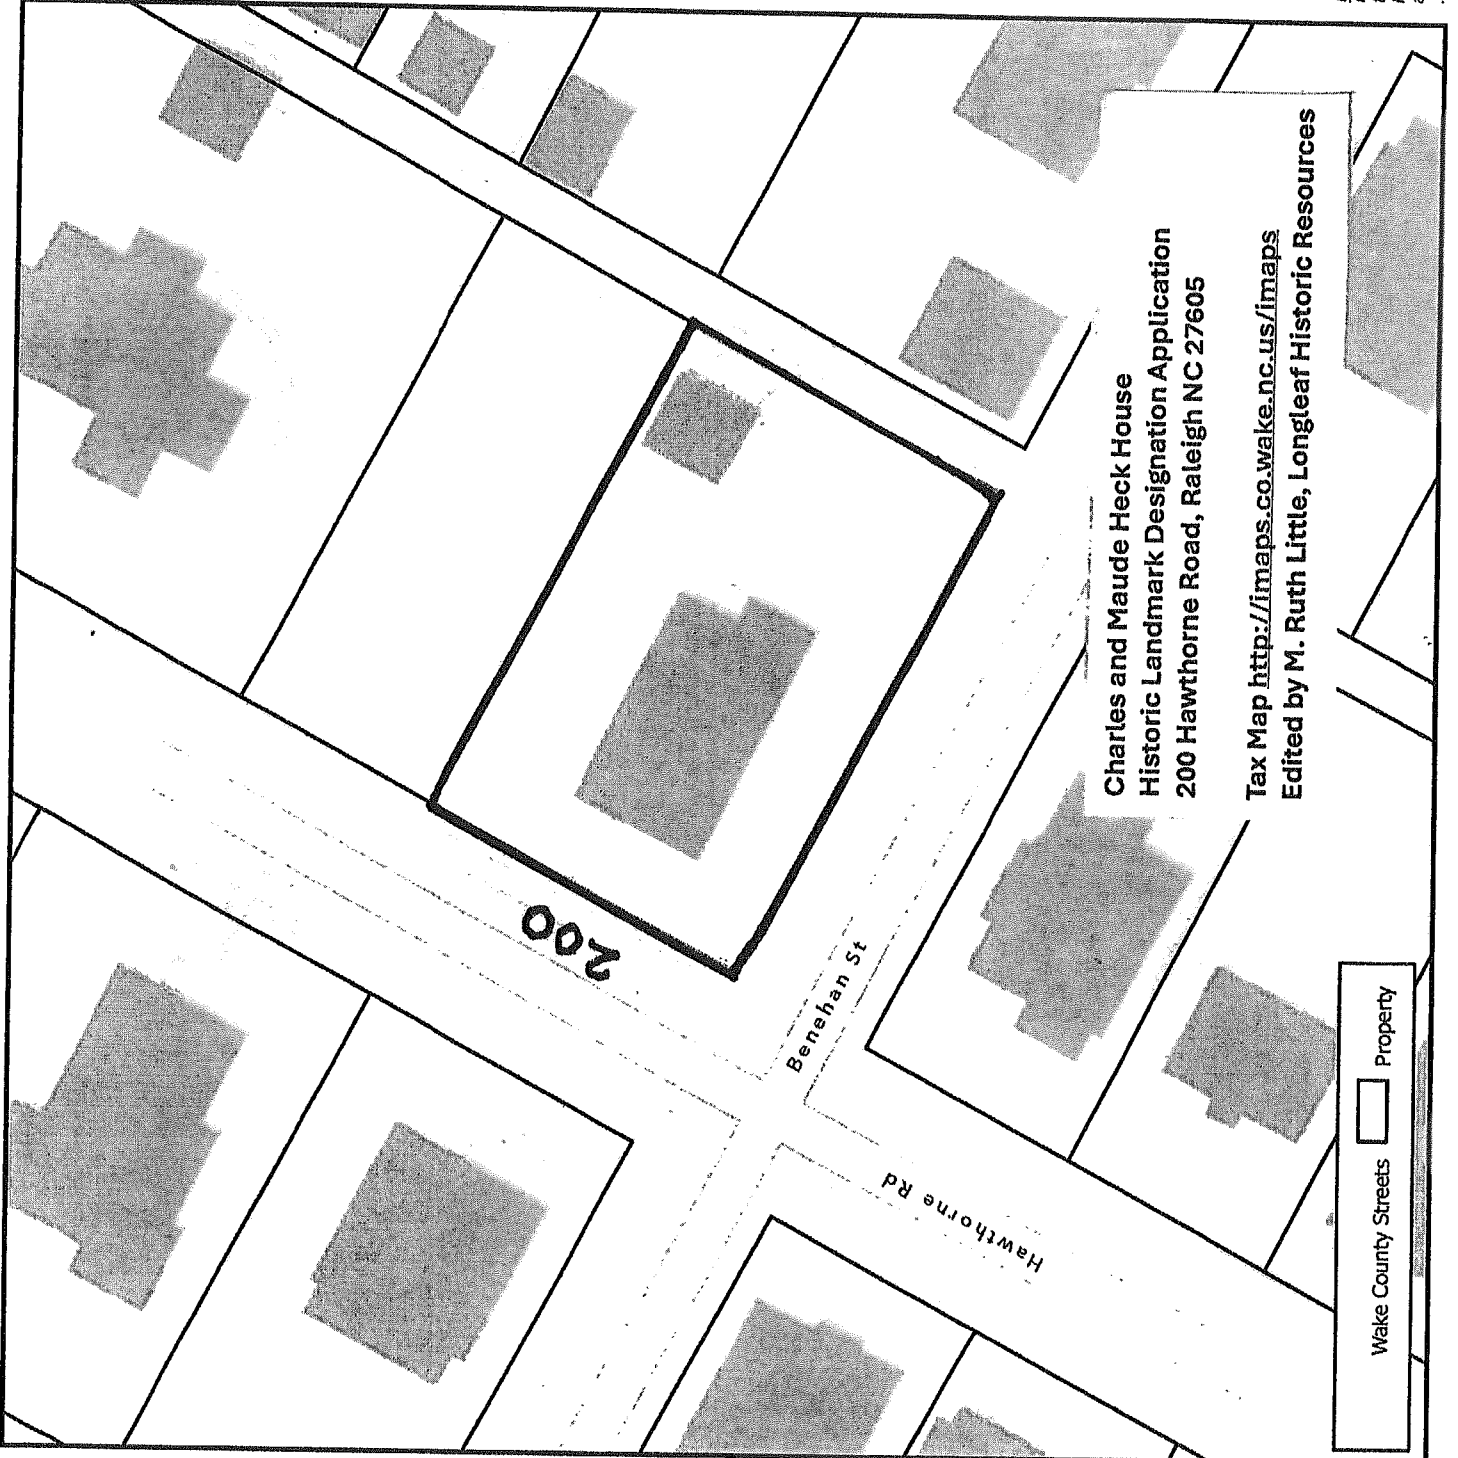 Charles and Maude Heck House
Historic Landmark Designation Application
200 Hawthorne Road, Raleigh NC 27605
Tax Map http://imaps.co.wake.nc.us/imaps
Edited by M. Ruth Little, Longleaf Historic Resources
200
Benehan St
Hawthorne Rd
Wake County Streets
Property